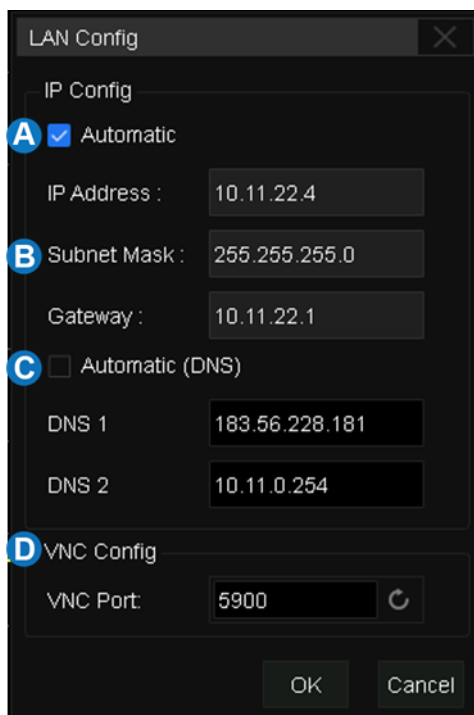 LAN Config
IP Config
A Automatic
IP Address : 10.11.22.4
B Subnet Mask : 255.255.255.0
Gateway : 10.11.22.1
C Automatic (DNS)
DNS 1 183.56.228.181
DNS 2 10.11.0.254
D VNC Config
VNC Port: 5900
OK Cancel